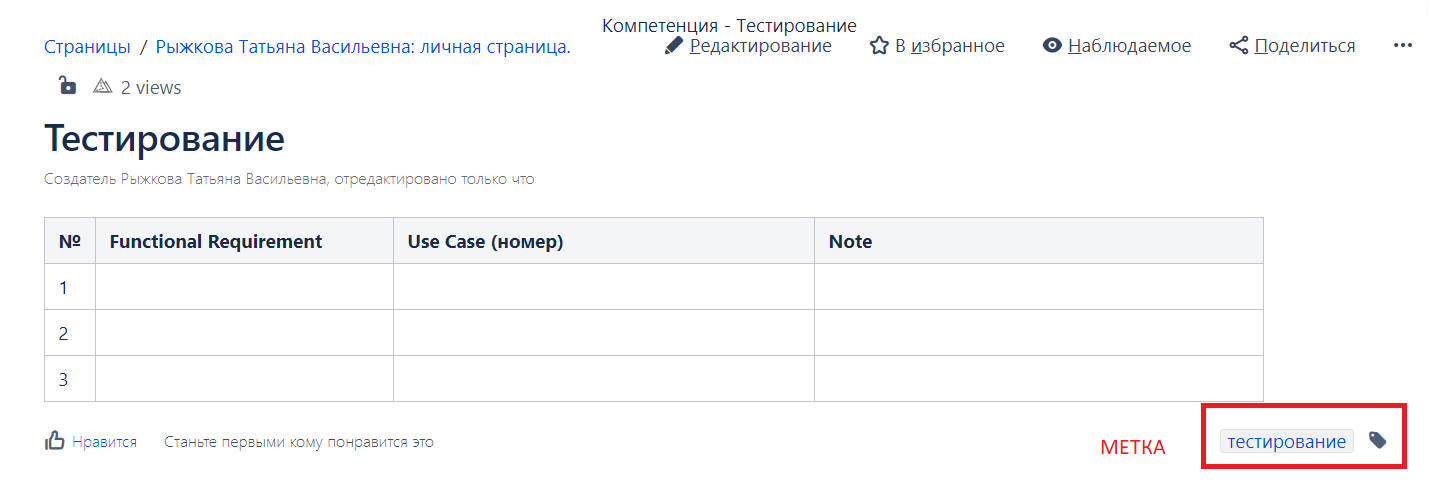 Компетенция - Тестирование
Страницы / Рыжкова Татьяна Васильевна: личная страница.
Редактирование В избранное Наблюдаемое Поделиться
2 views
Тестирование
Создатель Рыжкова Татьяна Васильевна, отредактировано только что
№ Functional Requirement Use Case (номер) Note
1
2
3
Нравится Станьте первыми кому понравится это
МЕТКА тестирование